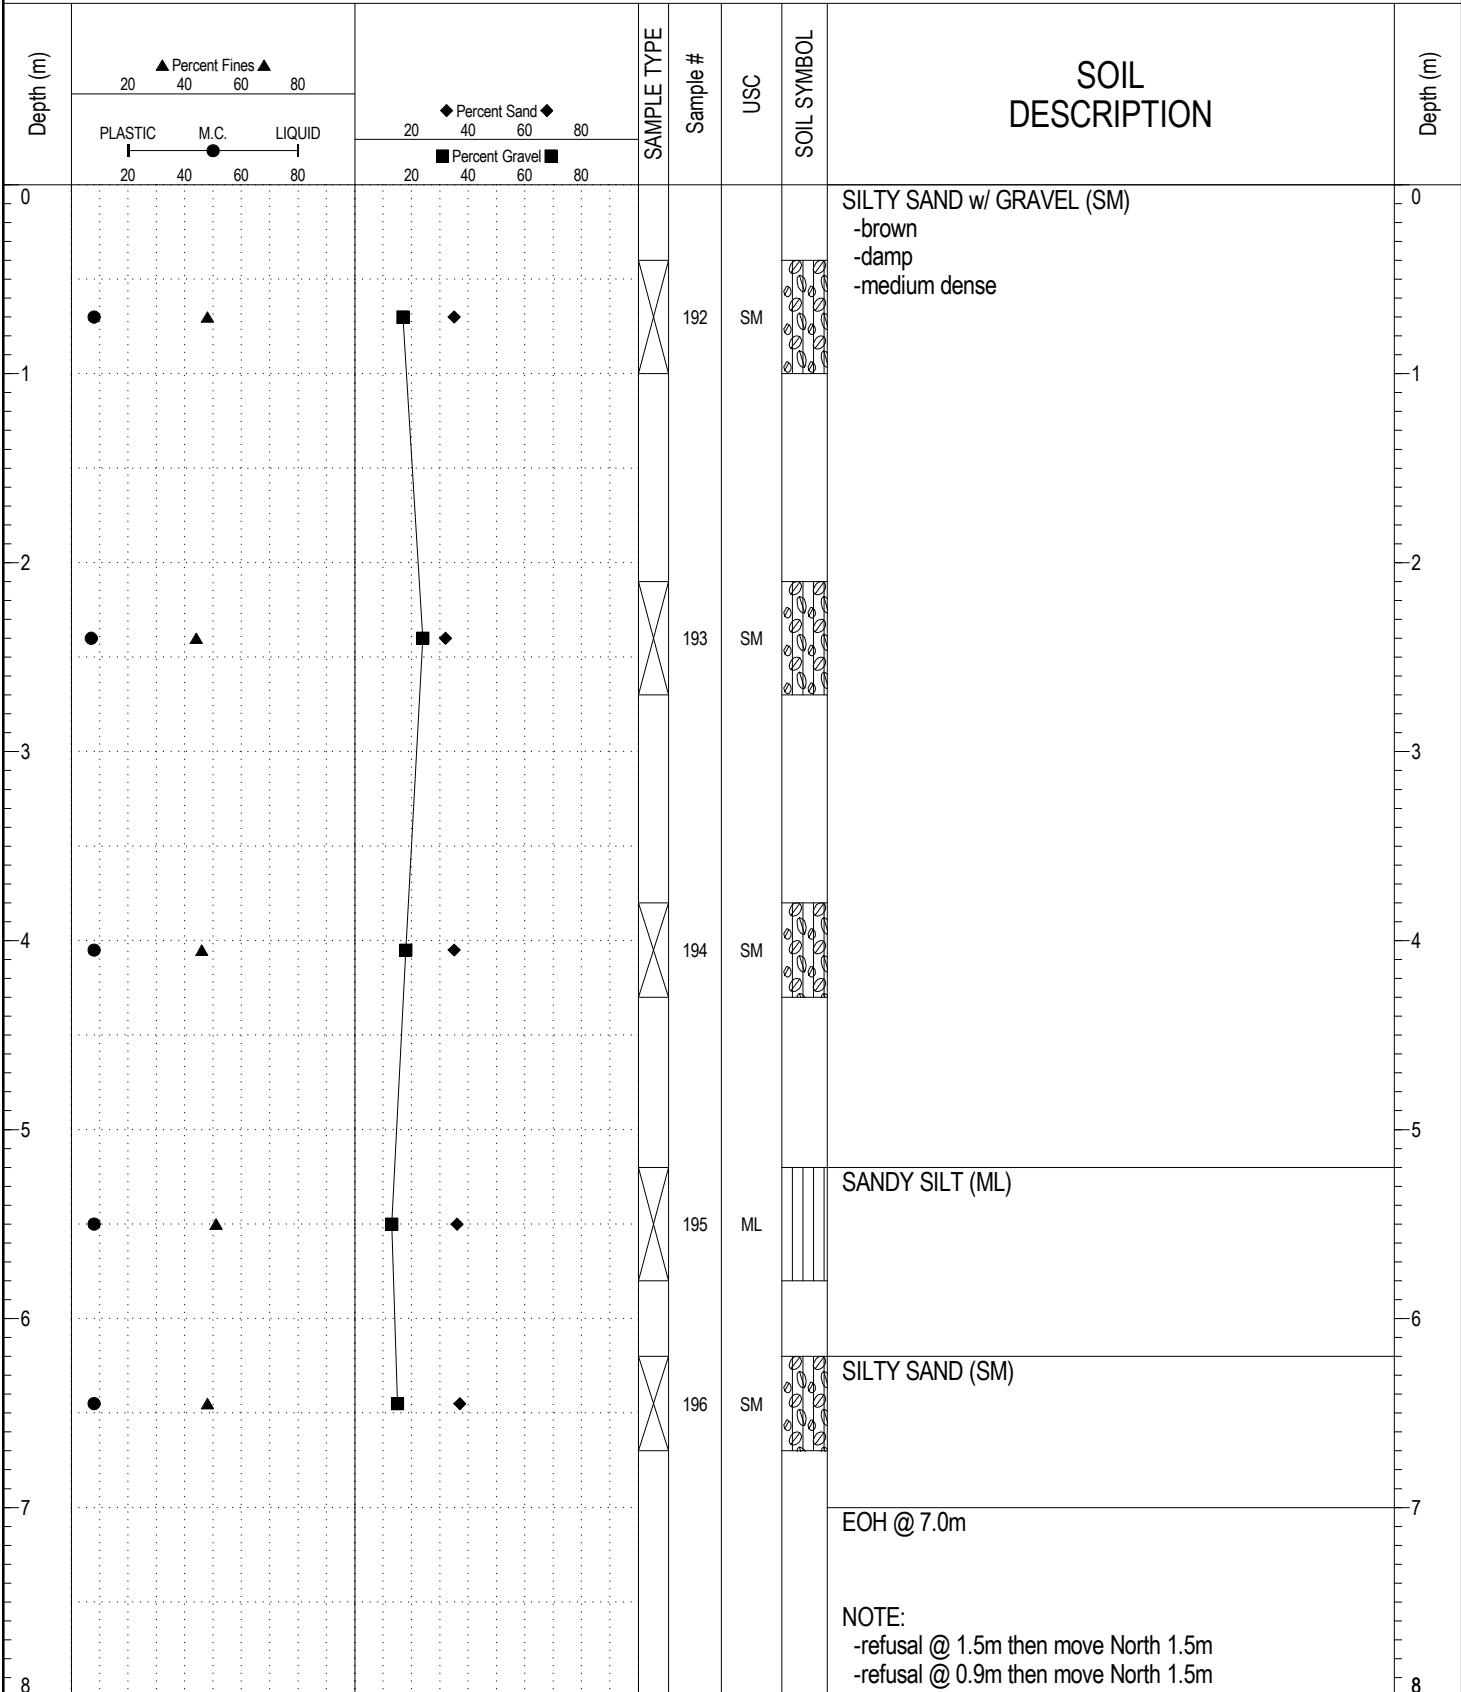 Depth (m)
▲ Percent Fines ▲
20 40 60 80
PLASTIC M.C. LIQUID
20 40 60 80
◆ Percent Sand ◆
20 40 60 80
■ Percent Gravel ■
20 40 60 80
SAMPLE TYPE
Sample #
USC
SOIL SYMBOL
SOIL
DESCRIPTION
Depth (m)
0 SILTY SAND w/ GRAVEL (SM) 0
-brown
-damp
-medium dense
192 SM
1 1
2 2
193 SM
3 3
4 194 SM 4
5 5
SANDY SILT (ML)
195 ML
6 6
SILTY SAND (SM)
196 SM
7 7
EOH @ 7.0m
NOTE:
-refusal @ 1.5m then move North 1.5m
-refusal @ 0.9m then move North 1.5m
8 8